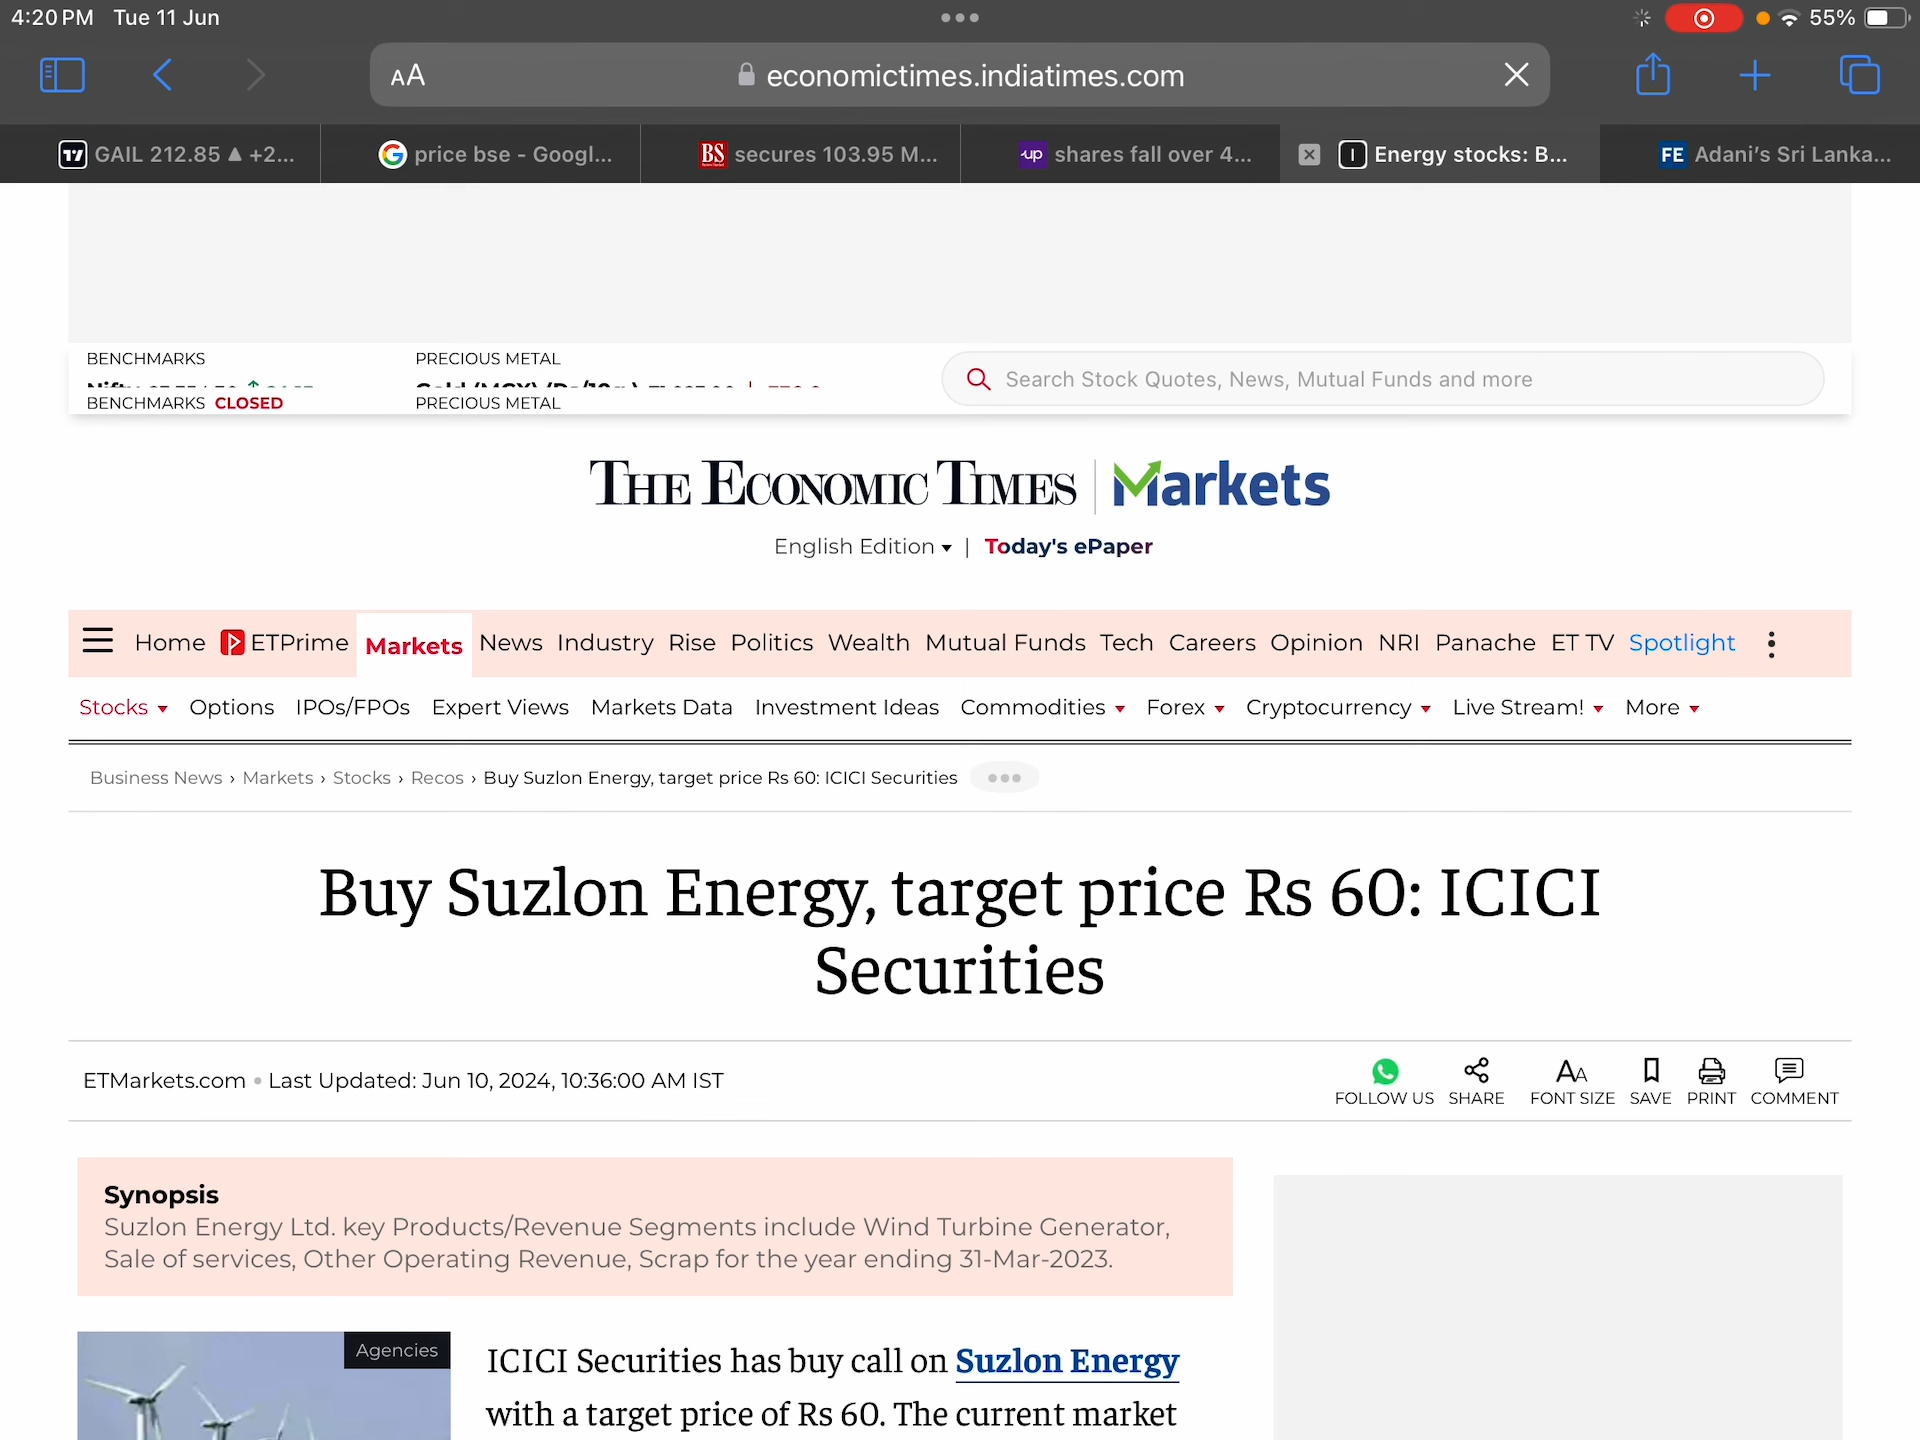 4:20 PM Tue 11 Jun
55%
AA
economictimes.indiatimes.com
GAIL 212.85 ▲ +2...
price bse - Googl...
BS secures 103.95 M...
up shares fall over 4...
Energy stocks: B...
FE Adani's Sri Lanka...
BENCHMARKS
PRECIOUS METAL
BENCHMARKS CLOSED
PRECIOUS METAL
Search Stock Quotes, News, Mutual Funds and more
THE ECONOMIC TIMES | Markets
English Edition ▾ | Today's ePaper
Home ETPrime Markets News Industry Rise Politics Wealth Mutual Funds Tech Careers Opinion NRI Panache ET TV Spotlight
Stocks Options IPOs/FPOs Expert Views Markets Data Investment Ideas Commodities Forex Cryptocurrency Live Stream! More
Business News › Markets › Stocks › Recos › Buy Suzlon Energy, target price Rs 60: ICICI Securities
Buy Suzlon Energy, target price Rs 60: ICICI
Securities
ETMarkets.com • Last Updated: Jun 10, 2024, 10:36:00 AM IST
FOLLOW US SHARE FONT SIZE SAVE PRINT COMMENT
Synopsis
Suzlon Energy Ltd. key Products/Revenue Segments include Wind Turbine Generator,
Sale of services, Other Operating Revenue, Scrap for the year ending 31-Mar-2023.
Agencies
ICICI Securities has buy call on Suzlon Energy
with a target price of Rs 60. The current market